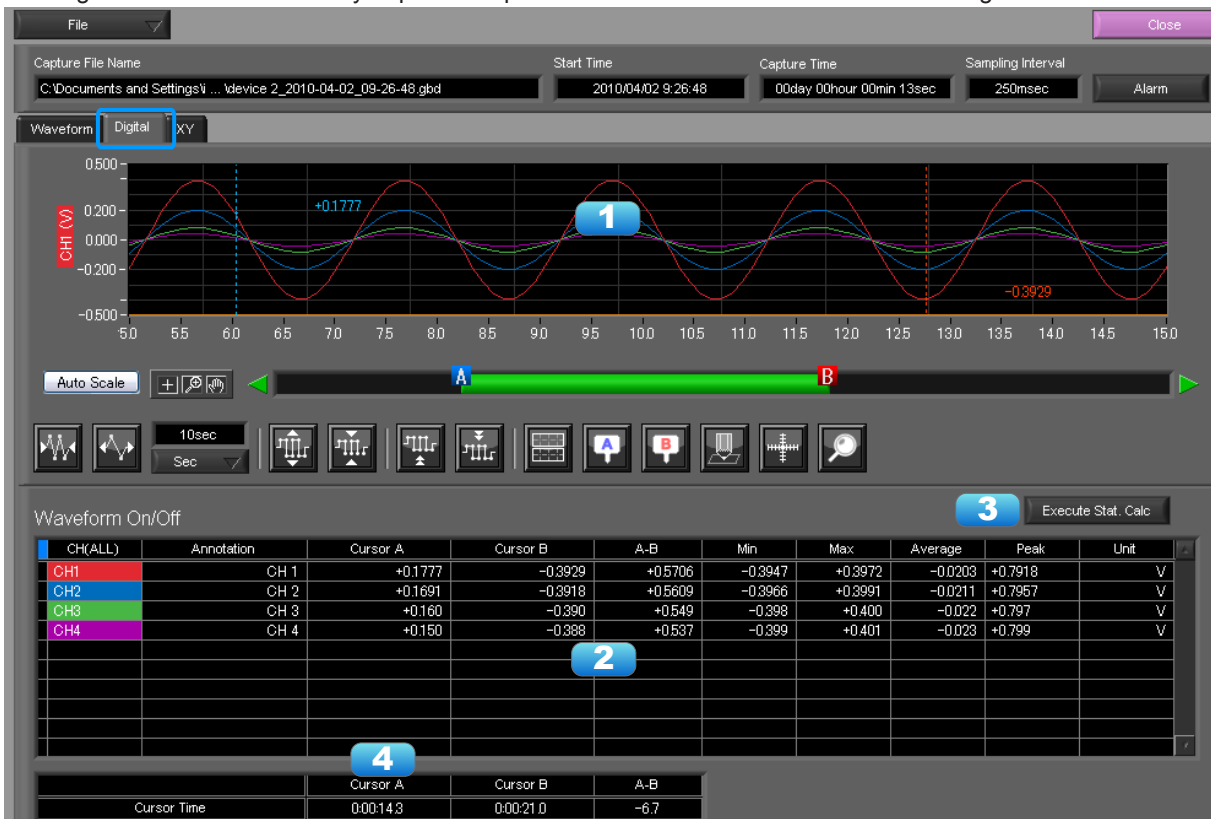 File
Close
Capture File Name
Start Time
Capture Time
Sampling Interval
C:\Documents and Settings\i ... \device 2_2010-04-02_09-26-48.gbd
2010/04/02 9:26:48
00day 00hour 00min 13sec
250msec
Alarm
Waveform
Digital
XY
CH1 (V)
0.500
0.200
0.000
-0.200
-0.500
+0.1777
1
-0.3929
5.0 5.5 6.0 6.5 7.0 7.5 8.0 8.5 9.0 9.5 10.0 10.5 11.0 11.5 12.0 12.5 13.0 13.5 14.0 14.5 15.0
Auto Scale
A
B
10sec
Sec
A
B
Waveform On/Off
3
Execute Stat. Calc
CH(ALL) Annotation Cursor A Cursor B A-B Min Max Average Peak Unit
CH1 CH 1 +0.1777 -0.3929 +0.5706 -0.3947 +0.3972 -0.0203 +0.7918 V
CH2 CH 2 +0.1691 -0.3918 +0.5609 -0.3966 +0.3991 -0.0211 +0.7957 V
CH3 CH 3 +0.160 -0.390 +0.549 -0.398 +0.400 -0.022 +0.797 V
CH4 CH 4 +0.150 -0.388 +0.537 -0.399 +0.401 -0.023 +0.799 V
2
4
Cursor A Cursor B A-B
Cursor Time 0:00:14.3 0:00:21.0 -6.7